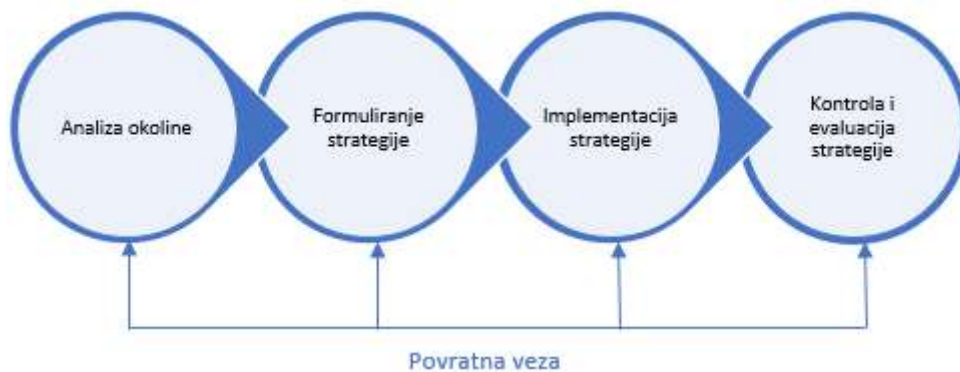 Analiza okoline
Formuliranje
strategije
Implementacija
strategije
Kontrola i
evaluacija
strategije
Povratna veza